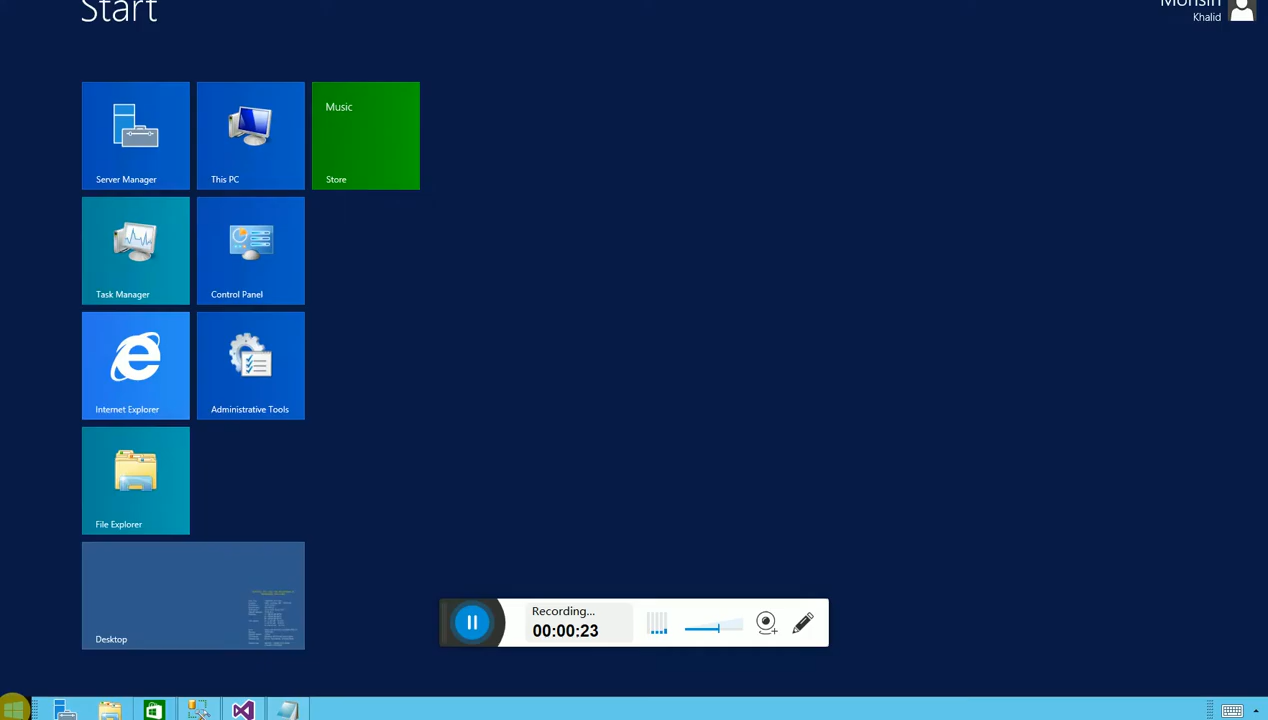 Start
Mohsin
Khalid
Server Manager
This PC
Music
Store
Task Manager
Control Panel
Internet Explorer
Administrative Tools
File Explorer
Desktop
Recording...
00:00:23